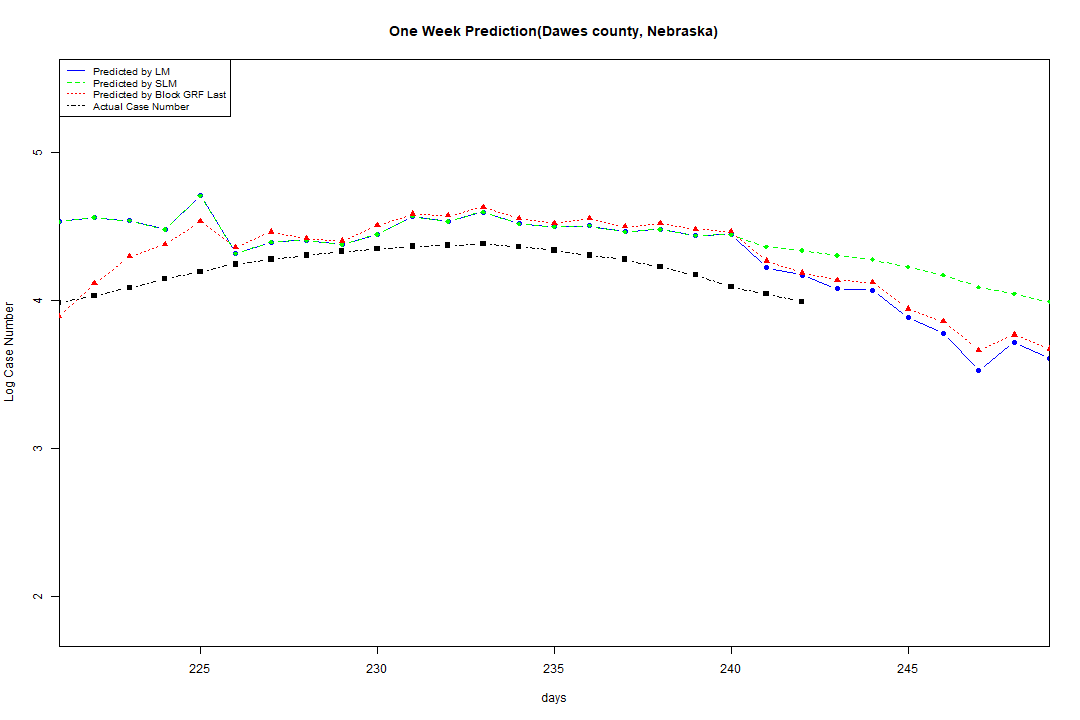 One Week Prediction(Dawes county, Nebraska)
Predicted by LM
Predicted by SLM
Predicted by Block GRF Last
Actual Case Number
5
4
3
2
Log Case Number
225 230 235 240 245
days